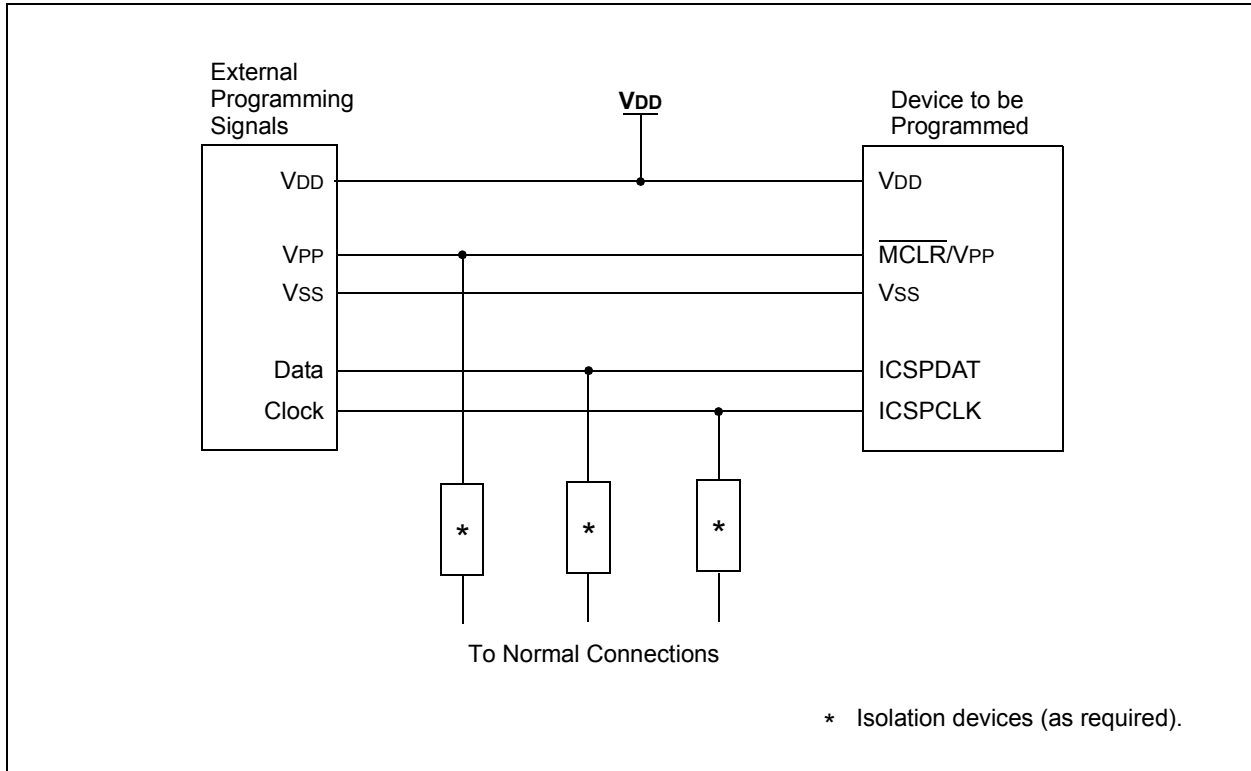 External
Programming
Signals
VDD
Device to be
Programmed
VDD
VDD
VPP
MCLR/VPP
VSS
VSS
Data
ICSPDAT
Clock
ICSPCLK
*
*
*
To Normal Connections
* Isolation devices (as required).